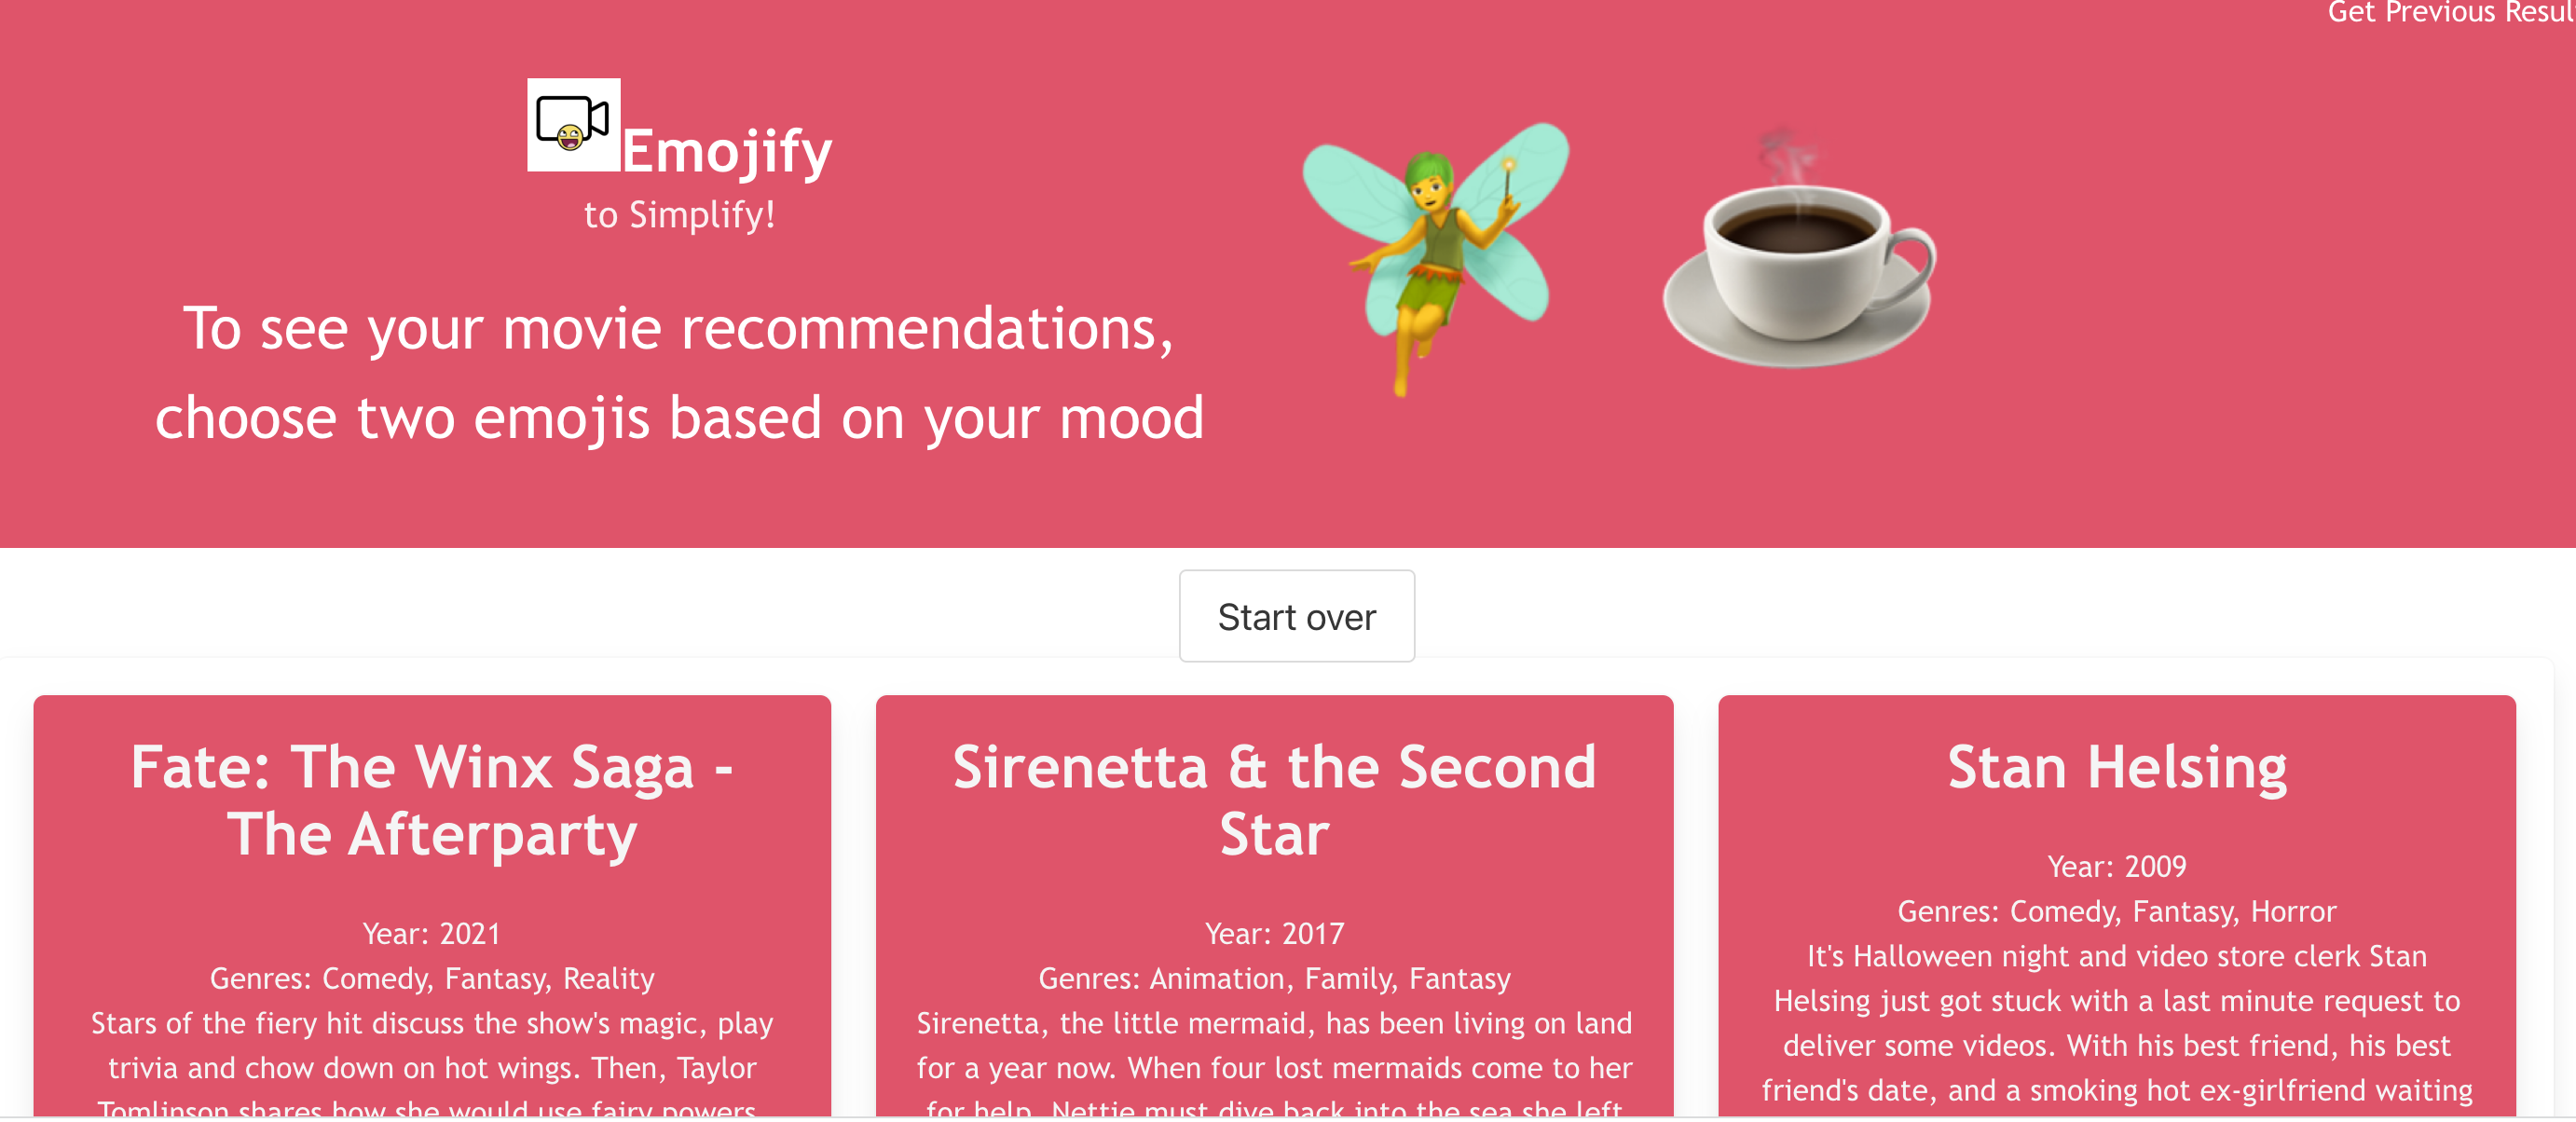 Get Previous Resul
Emojify
to Simplify!
To see your movie recommendations,
choose two emojis based on your mood
Start over
Fate: The Winx Saga -
The Afterparty
Year: 2021
Genres: Comedy, Fantasy, Reality
Stars of the fiery hit discuss the show's magic, play
trivia and chow down on hot wings. Then, Taylor
Tomlinson shares how she would use fairy powers.
Sirenetta & the Second
Star
Year: 2017
Genres: Animation, Family, Fantasy
Sirenetta, the little mermaid, has been living on land
for a year now. When four lost mermaids come to her
for help, Nettie must dive back into the sea she left
Stan Helsing
Year: 2009
Genres: Comedy, Fantasy, Horror
It's Halloween night and video store clerk Stan
Helsing just got stuck with a last minute request to
deliver some videos. With his best friend, his best
friend's date, and a smoking hot ex-girlfriend waiting